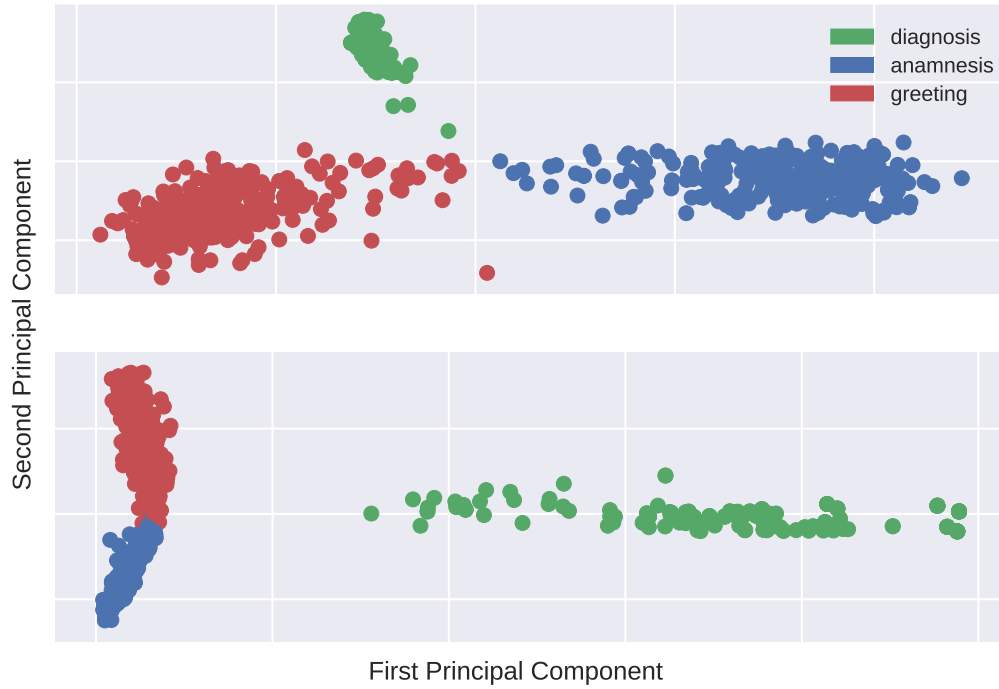 diagnosis
anamnesis
greeting
Second Principal Component
First Principal Component